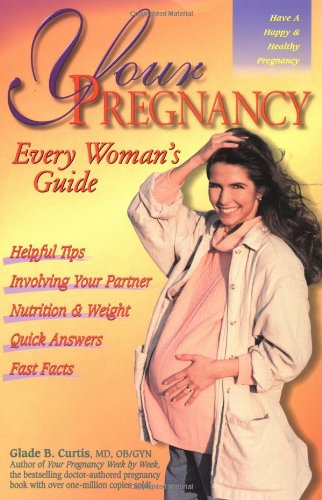 Have A
Happy &
Healthy
Pregnancy
Your
PREGNANCY
Every Woman's
Guide
Helpful Tips
Involving Your Partner
Nutrition & Weight
Quick Answers
Fast Facts
Glade B. Curtis, MD, OB/GYN
Author of Your Pregnancy Week by Week,
the bestselling doctor-authored pregnancy
book with over one-million copies sold!